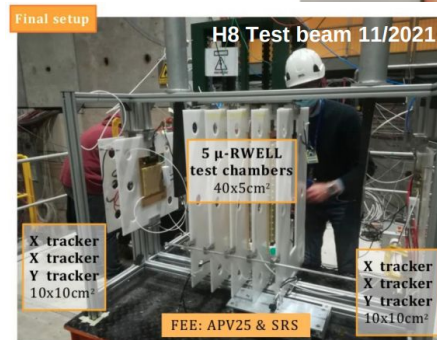 Final setup
H8 Test beam 11/2021
5 μ-RWELL
test chambers
40x5cm²
X tracker
X tracker
Y tracker
10x10cm²
X tracker
X tracker
Y tracker
10x10cm²
FEE: APV25 & SRS